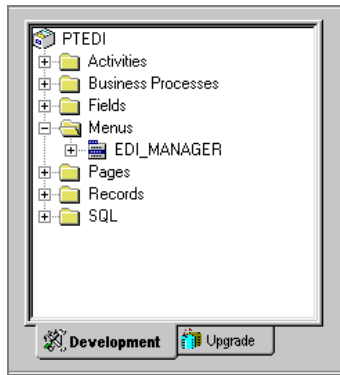 PTEDI
Activities
Business Processes
Fields
Menus
EDI_MANAGER
Pages
Records
SQL
Development Upgrade